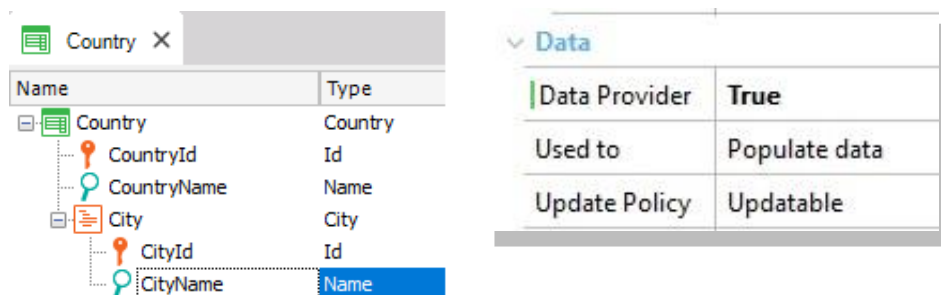 Country
Name Type
Country Country
CountryId Id
CountryName Name
City City
CityId Id
CityName Name
Data
Data Provider True
Used to Populate data
Update Policy Updatable